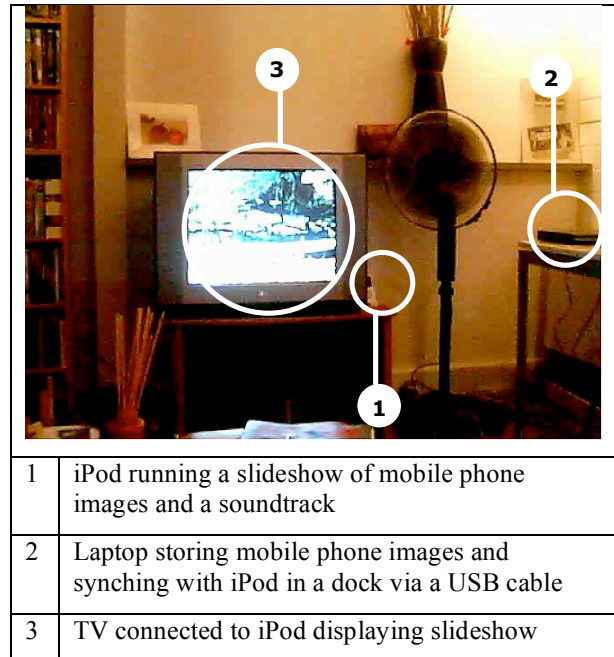 3
2
1
1 iPod running a slideshow of mobile phone
images and a soundtrack
2 Laptop storing mobile phone images and
synching with iPod in a dock via a USB cable
3 TV connected to iPod displaying slideshow